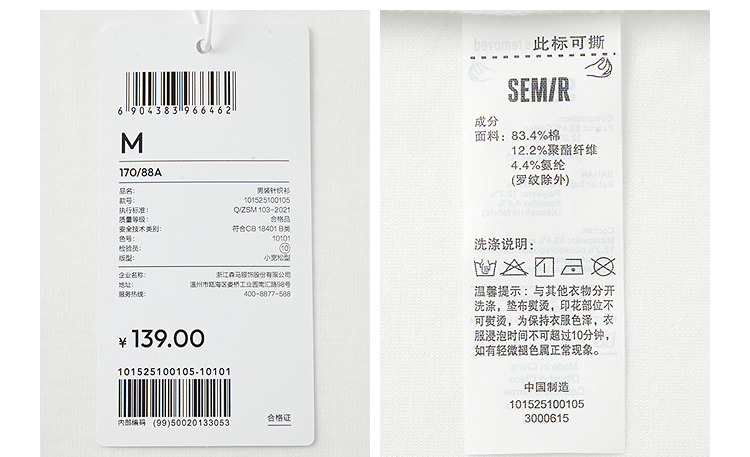 6 904383 966462
M
170/88A
品名: 男装针织衫
款号: 101525100105
执行标准: Q/ZSM 103-2021
质量等级: 合格品
安全技术类别: 符合GB 18401 B类
色号: 10101
检验员: 10
版型: 小宽松型
企业名称: 浙江森马服饰股份有限公司
地址: 温州市瓯海区娄桥工业园南汇路98号
服务热线: 400-8877-588
¥ 139.00
101525100105-10101
内部编码 (99)50020133053
合格证
此标可撕
SEMIR
成分
面料: 83.4%棉
12.2%聚酯纤维
4.4%氨纶
(罗纹除外)
洗涤说明:
温馨提示: 与其他衣物分开
洗涤, 垫布熨烫, 印花部位不
可熨烫, 为保持衣服色泽, 衣
服浸泡时间不可超过10分钟,
如有轻微褪色属正常现象。
中国制造
101525100105
3000615